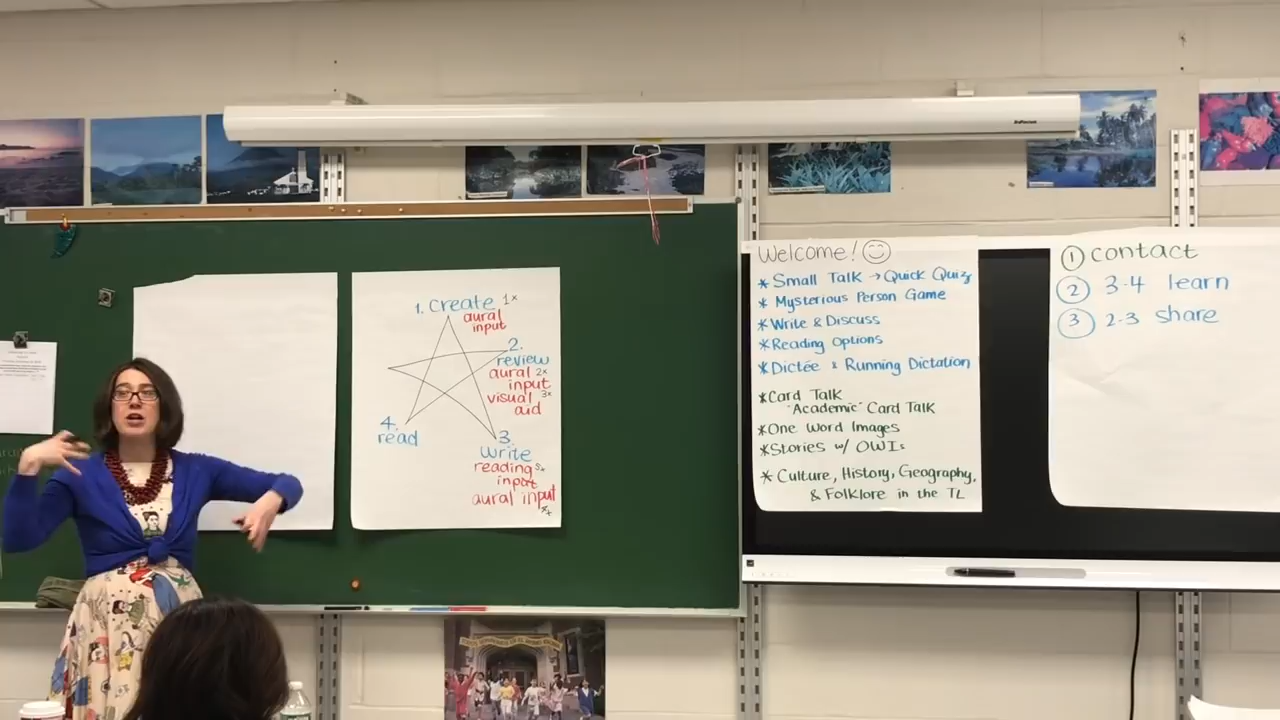 1. Create 1x
aural
input
2.
review
aural 2x
input
visual 3x
aid
3.
write
reading 5x
input
aural input
4x
4.
read
Welcome! ☺
* Small Talk → Quick Quiz
* Mysterious Person Game
* Write & Discuss
* Reading Options
* Dictée & Running Dictation
* Card Talk
"Academic" Card Talk
* One Word Images
* Stories w/ OWIs
* Culture, History, Geography,
& Folklore in the TL
① contact
② 3-4 learn
③ 2-3 share